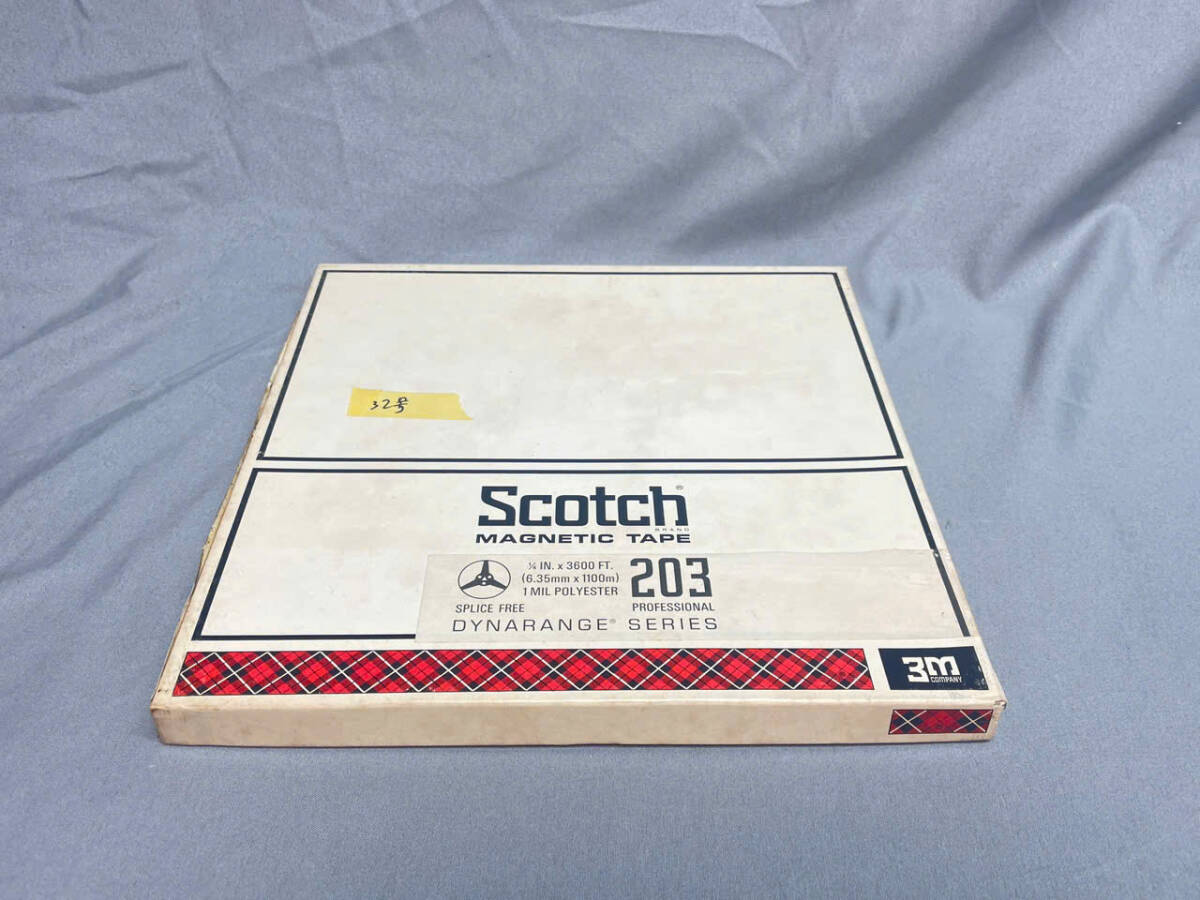 32号
Scotch®
BRAND
MAGNETIC TAPE
¼ IN. x 3600 FT.
(6.35mm x 1100m)
1 MIL POLYESTER
203
SPLICE FREE
PROFESSIONAL
DYNARANGE® SERIES
3M
COMPANY